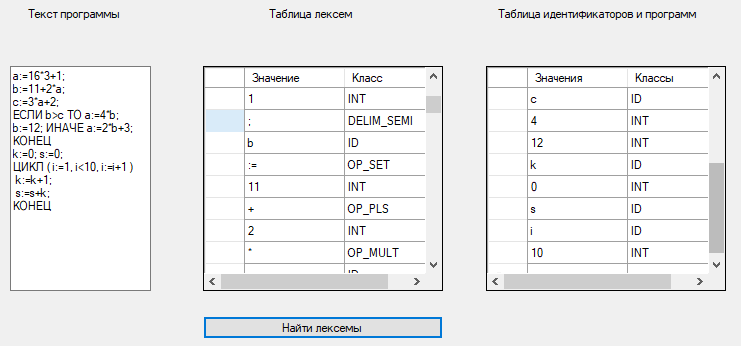 Текст программы
Таблица лексем
Таблица идентификаторов и программ
a:=16*3+1;
b:=11+2*a;
c:=3*a+2;
ЕСЛИ b>c ТО a:=4*b;
b:=12; ИНАЧЕ a:=2*b+3;
КОНЕЦ
k:=0; s:=0;
ЦИКЛ ( i:=1, i<10, i:=i+1 )
k:=k+1;
s:=s+k;
КОНЕЦ
Значение Класс
1 INT
; DELIM_SEMI
b ID
:= OP_SET
11 INT
+ OP_PLS
2 INT
* OP_MULT
Значения Классы
c ID
4 INT
12 INT
k ID
0 INT
s ID
i ID
10 INT
Найти лексемы